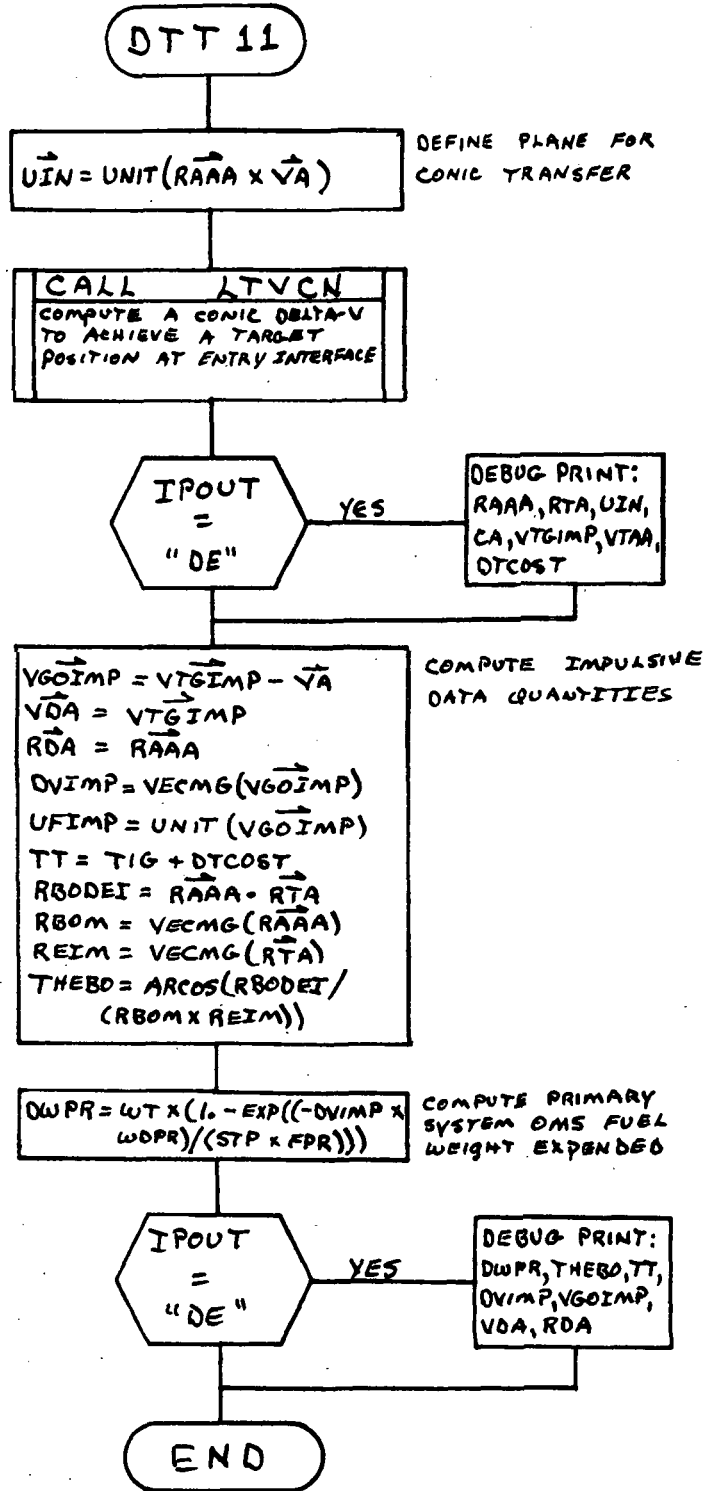 DTT 11
UIN = UNIT(RAAA x VA)
DEFINE PLANE FOR
CONIC TRANSFER
CALL LTVCN
COMPUTE A CONIC DELTA-V
TO ACHIEVE A TARGET
POSITION AT ENTRY INTERFACE
IPOUT
=
"DE"
YES
DEBUG PRINT:
RAAA, RTA, UIN,
CA, VTGIMP, VTAA,
DTCOST
VGOIMP = VTGIMP - VA
VDA = VTGIMP
RDA = RAAA
DVIMP = VECMG(VGOIMP)
UFIMP = UNIT (VGOIMP)
TT = TIG + DTCOST
RBODEI = RAAA • RTA
RBOM = VECMG(RAAA)
REIM = VECMG(RTA)
THEBO = ARCOS(RBODEI/
(RBOM X REIM))
COMPUTE IMPULSIVE
DATA QUANTITIES
DWPR = WT X (1. - EXP((-DVIMP X
WDPR)/(STP X FPR)))
COMPUTE PRIMARY
SYSTEM OMS FUEL
WEIGHT EXPENDED
IPOUT
=
"DE"
YES
DEBUG PRINT:
DWPR, THEBO, TT,
DVIMP, VGOIMP,
VDA, RDA
END